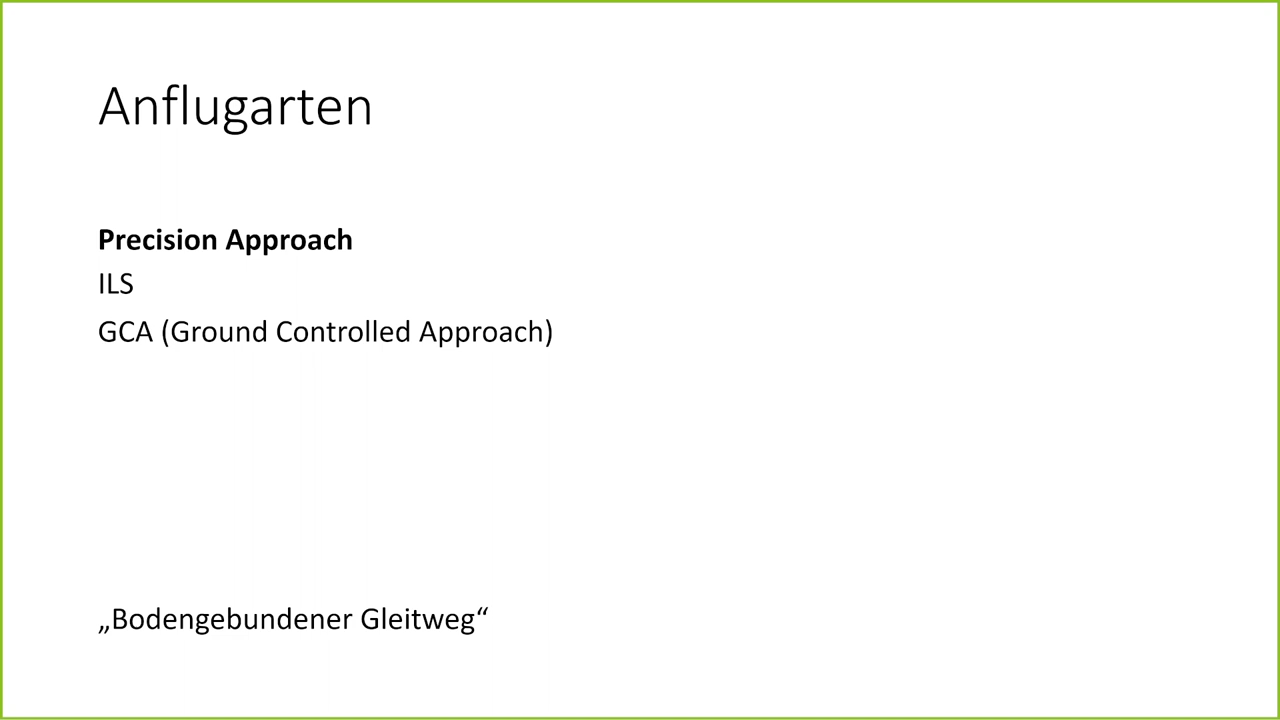 Anflugarten
Precision Approach
ILS
GCA (Ground Controlled Approach)
„Bodengebundener Gleitweg“